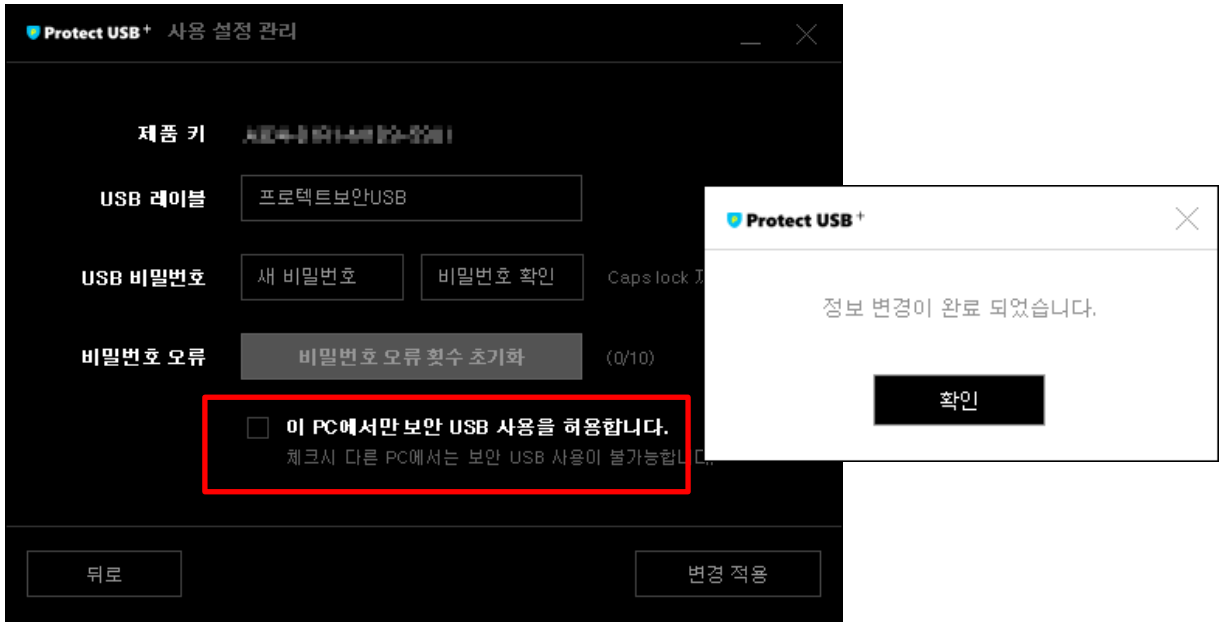 Protect USB+ 사용 설정 관리
제품 키
USB 레이블 프로텍트보안USB
USB 비밀번호 새 비밀번호 비밀번호 확인 Caps lock
비밀번호 오류 비밀번호 오류 횟수 초기화 (0/10)
이 PC에서만 보안 USB 사용을 허용합니다.
체크시 다른 PC에서는 보안 USB 사용이 불가능합니다.
뒤로 변경 적용
Protect USB+
정보 변경이 완료 되었습니다.
확인